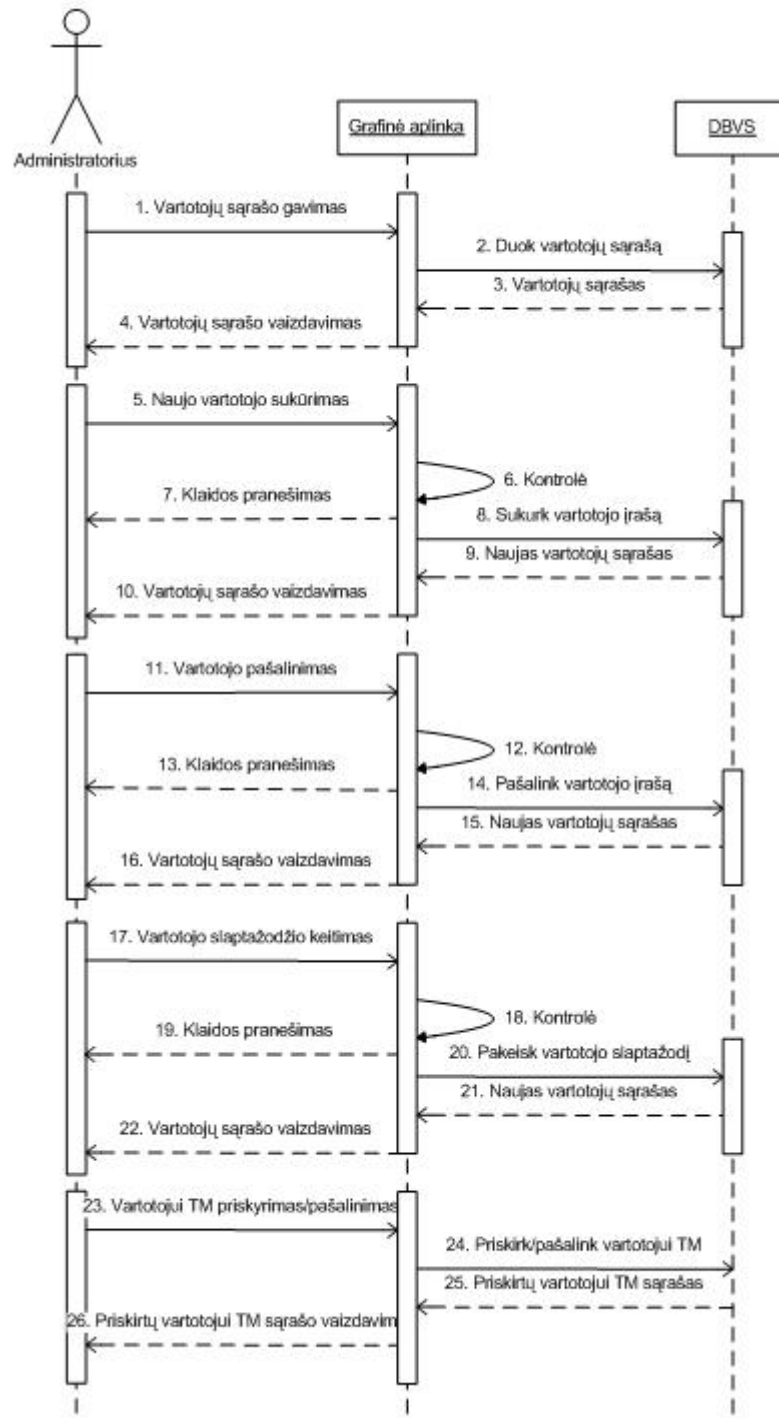 Administratorius
Grafinė aplinka
DBVS
1. Vartotojų sąrašo gavimas
2. Duok vartotojų sąrašą
3. Vartotojų sąrašas
4. Vartotojų sąrašo vaizdavimas
5. Naujo vartotojo sukūrimas
6. Kontrolė
7. Klaidos pranešimas
8. Sukurk vartotojo įrašą
9. Naujas vartotojų sąrašas
10. Vartotojų sąrašo vaizdavimas
11. Vartotojo pašalinimas
12. Kontrolė
13. Klaidos pranešimas
14. Pašalink vartotojo įrašą
15. Naujas vartotojų sąrašas
16. Vartotojų sąrašo vaizdavimas
17. Vartotojo slaptažodžio keitimas
18. Kontrolė
19. Klaidos pranešimas
20. Pakeisk vartotojo slaptažodį
21. Naujas vartotojų sąrašas
22. Vartotojų sąrašo vaizdavimas
23. Vartotojui TM priskyrimas/pašalinimas
24. Priskirk/pašalink vartotojui TM
25. Priskirtų vartotojui TM sąrašas
26. Priskirtų vartotojui TM sąrašo vaizdavim